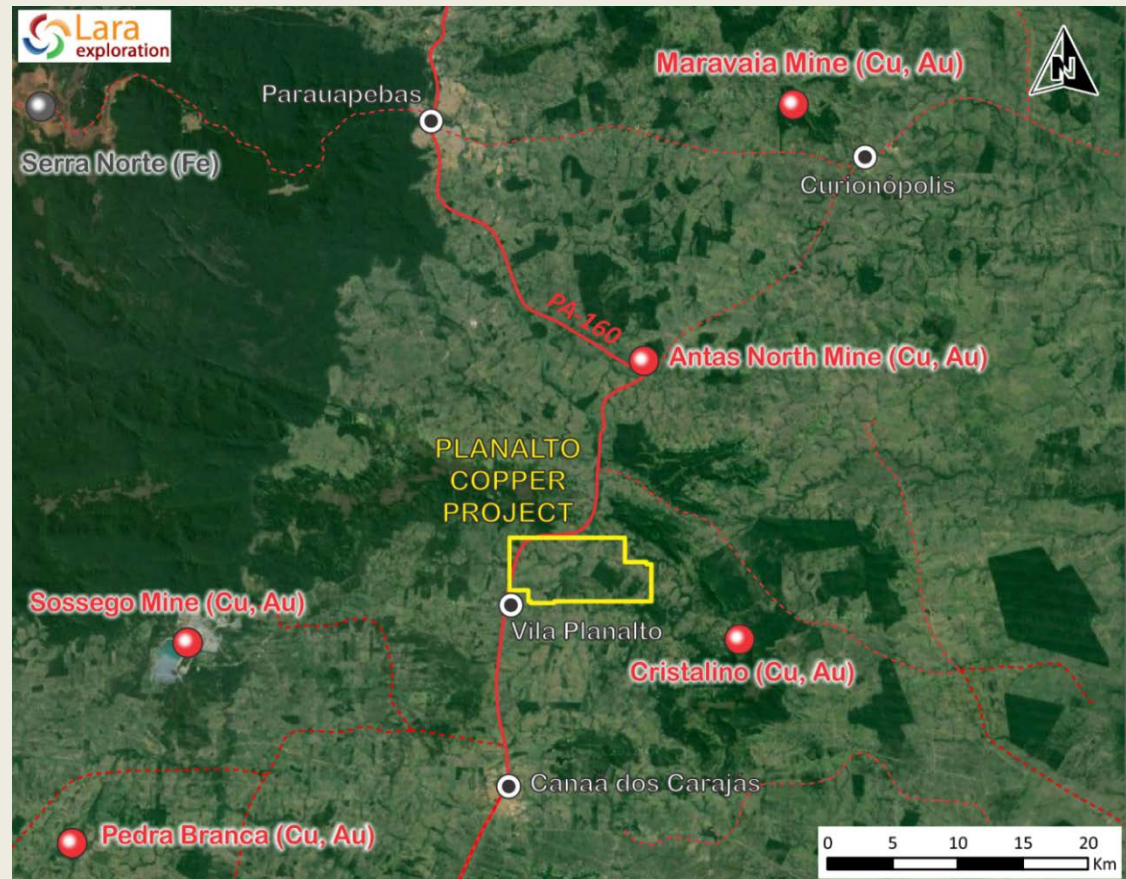 Lara
exploration
Maravaia Mine (Cu, Au)
N
Parauapebas
Serra Norte (Fe)
Curionópolis
PA-160
Antas North Mine (Cu, Au)
PLANALTO
COPPER
PROJECT
Sossego Mine (Cu, Au)
Vila Planalto
Cristalino (Cu, Au)
Canaa dos Carajas
Pedra Branca (Cu, Au)
0 5 10 15 20
Km